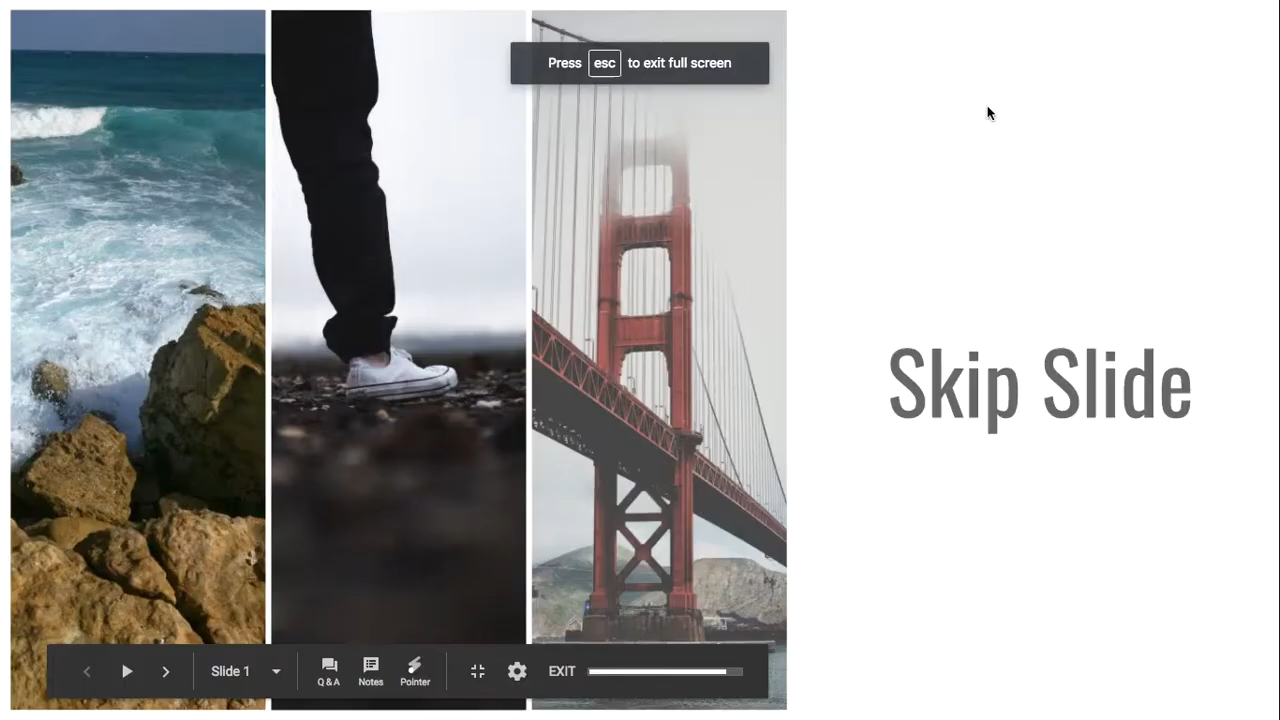 Press esc to exit full screen
Skip Slide
Slide 1
Q & A
Notes
Pointer
EXIT